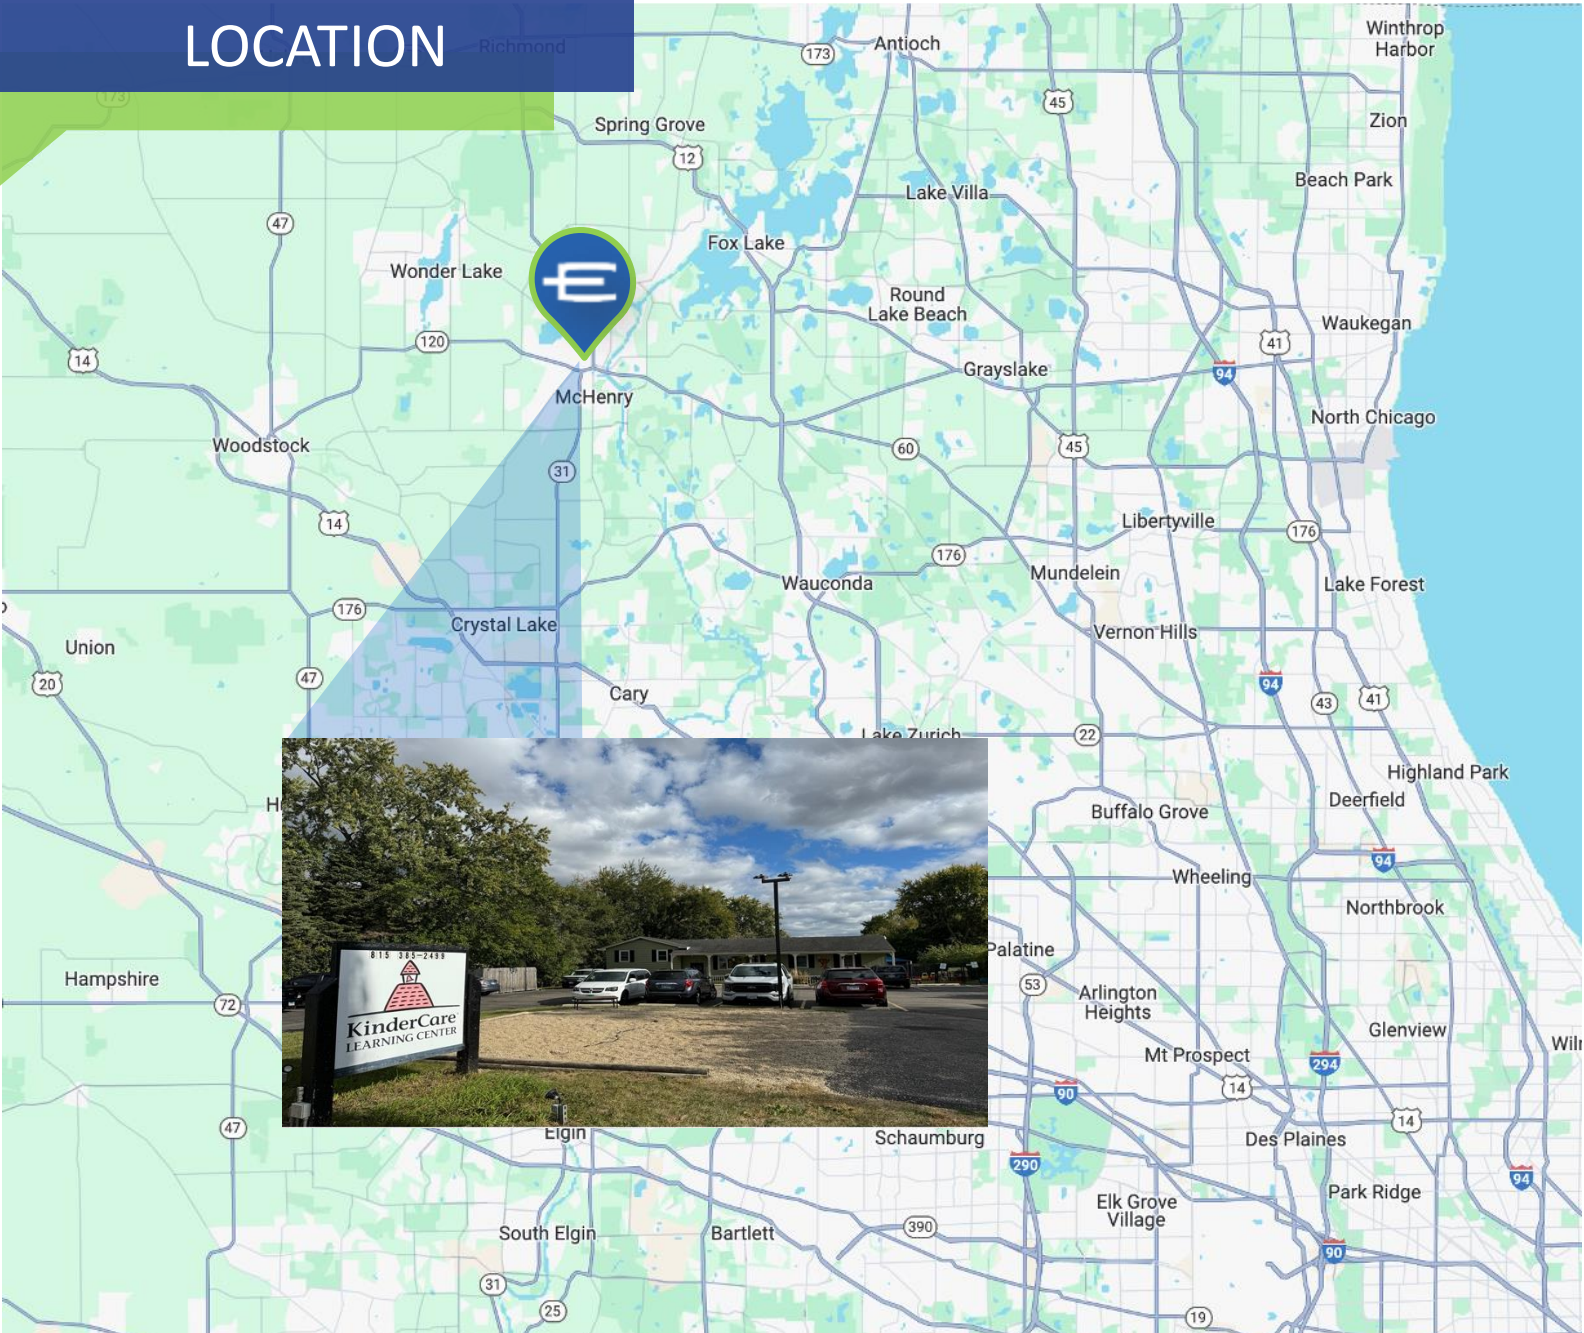 LOCATION
Richmond
173
Antioch
Winthrop
Harbor
173
45
Spring Grove
12
Zion
Beach Park
Lake Villa
47
Fox Lake
Wonder Lake
Round
Lake Beach
Waukegan
120
41
14
94
Grayslake
McHenry
North Chicago
Woodstock
60
45
31
14
Libertyville
176
176
Wauconda
Mundelein
Lake Forest
176
Crystal Lake
Vernon Hills
Union
47
20
Cary
94
43
41
Lake Zurich
22
Highland Park
Deerfield
Buffalo Grove
94
Wheeling
Northbrook
Palatine
815 385-2499
KinderCare
LEARNING CENTER
Hampshire
72
53
Arlington
Heights
Glenview
Mt Prospect
294
90
14
14
47
Elgin
Schaumburg
Des Plaines
290
94
Park Ridge
Elk Grove
Village
South Elgin
Bartlett
390
90
31
25
19